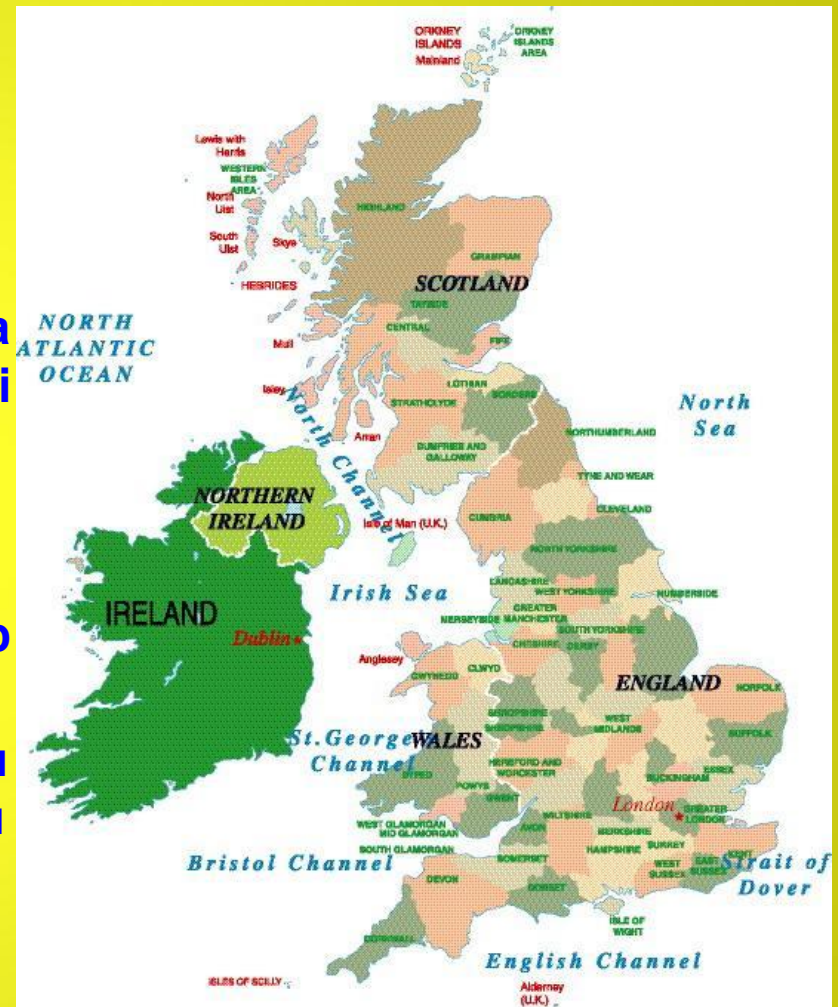 ORKNEY
ISLANDS
Mainland
ORKNEY
ISLANDS
AREA
Lewis with
Harris
WESTERN
ISLES
AREA
North
Uist
South
Uist
Skye
HEBRIDES
HIGHLAND
GRAMPIAN
SCOTLAND
TAYSIDE
CENTRAL
FIFE
Mull
a
i
NORTH
ATLANTIC
OCEAN
Islay
LOTHIAN
STRATHCLYDE
BORDERS
Arran
North Channel
DUMFRIES AND
GALLOWAY
North
Sea
NORTHUMBERLAND
TYNE AND WEAR
CLEVELAND
NORTHERN
IRELAND
Isle of Man (U.K.)
CUMBRIA
NORTH YORKSHIRE
Irish Sea
LANCASHIRE
WEST YORKSHIRE
HUMBERSIDE
GREATER
MANCHESTER
MERSEYSIDE
SOUTH YORKSHIRE
IRELAND
Dublin
Anglesey
CHESHIRE
DERBY
GWYNEDD
CLWYD
ENGLAND
NORFOLK
SHROPSHIRE
SHROPSHIRE
WEST
MIDLANDS
SUFFOLK
St.George's
Channel
WALES
DYFED
POWYS
HEREFORD AND
WORCESTER
BUCKINGHAM
ESSEX
GWENT
London
GREATER
LONDON
WEST GLAMORGAN
MID GLAMORGAN
SOUTH GLAMORGAN
AVON
WILTSHIRE
BERKSHIRE
SURREY
KENT
HAMPSHIRE
WEST
SUSSEX
EAST
SUSSEX
Strait of
Dover
Bristol Channel
SOMERSET
DEVON
DORSET
ISLE OF
WIGHT
CORNWALL
English Channel
ISLES OF SCILLY
Alderney
(U.K.)